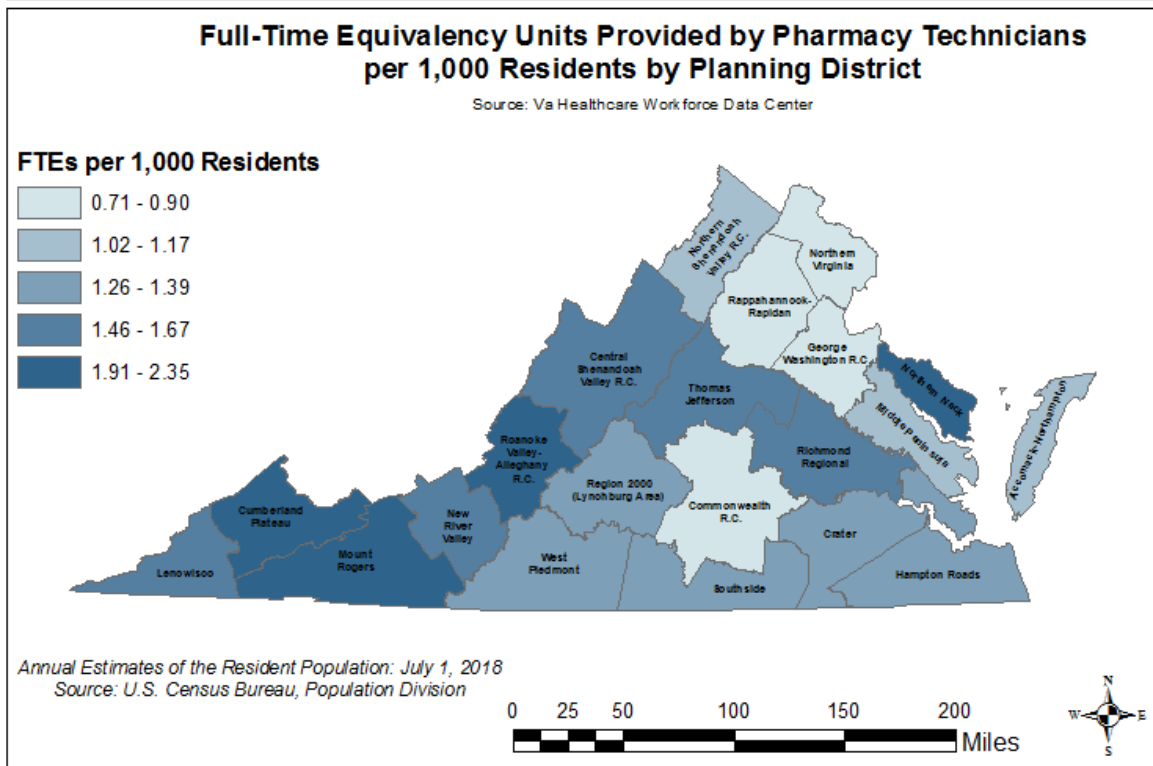 Full-Time Equivalency Units Provided by Pharmacy Technicians
per 1,000 Residents by Planning District
Source: Va Healthcare Workforce Data Center
FTEs per 1,000 Residents
0.71 - 0.90
1.02 - 1.17
1.26 - 1.39
1.46 - 1.67
1.91 - 2.35
Northern
Shenandoah
Valley R.C.
Northern
Virginia
Rappahannook-
Rapidan
George
Washington R.C.
Northern Neck
Central
Shenandoah
Valley R.C.
Thomas
Jefferson
Middle Peninsula
Accomack-Northampton
Roanoke
Valley-
Alleghany
R.C.
Richmond
Regional
Region 2000
(Lynchburg Area)
Commonwealth
R.C.
Cumberland
Plateau
New
River
Valley
Crater
Mount
Rogers
West
Piedmont
Lenowisco
Southside
Hampton Roads
Annual Estimates of the Resident Population: July 1, 2018
Source: U.S. Census Bureau, Population Division
0 25 50 100 150 200
Miles
N
W E
S